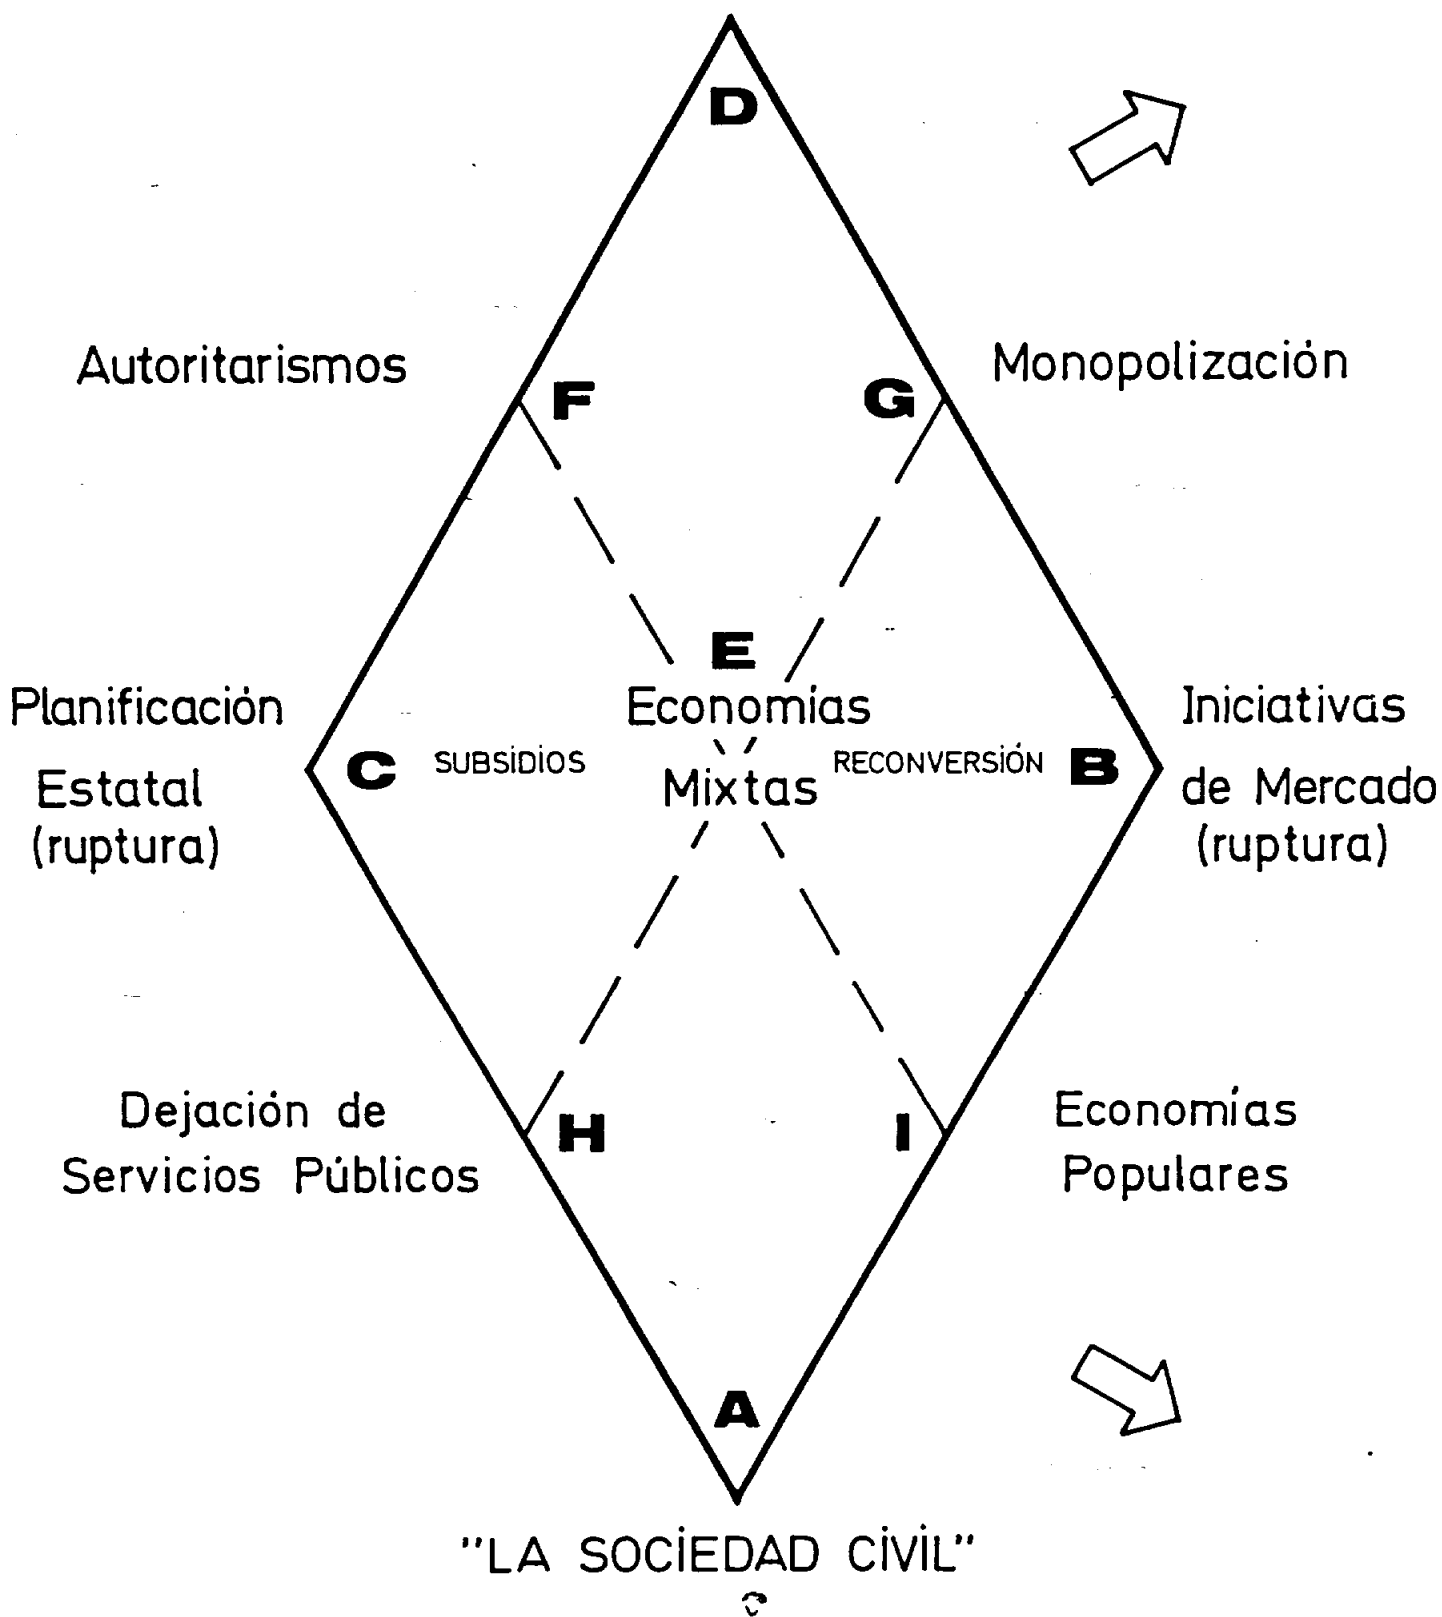 D
Autoritarismos
F
G
Monopolización
E
Planificación
Estatal
(ruptura)
C
SUBSIDIOS
Economías
Mixtas
RECONVERSIÓN
B
Iniciativas
de Mercado
(ruptura)
Dejación de
Servicios Públicos
H
I
Economías
Populares
A
"LA SOCIEDAD CIVIL"